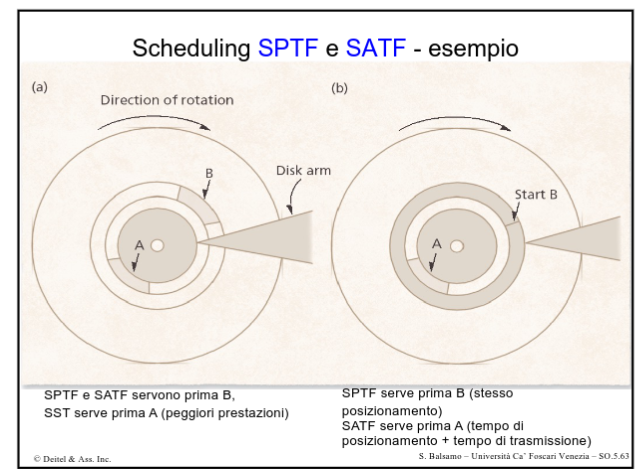 Scheduling SPTF e SATF - esempio
(a)
(b)
Direction of rotation
B
Disk arm
A
Start B
A
SPTF e SATF servono prima B,
SST serve prima A (peggiori prestazioni)
SPTF serve prima B (stesso
posizionamento)
SATF serve prima A (tempo di
posizionamento + tempo di trasmissione)
© Deitel & Ass. Inc.
S. Balsamo – Università Ca' Foscari Venezia – SO.5.63